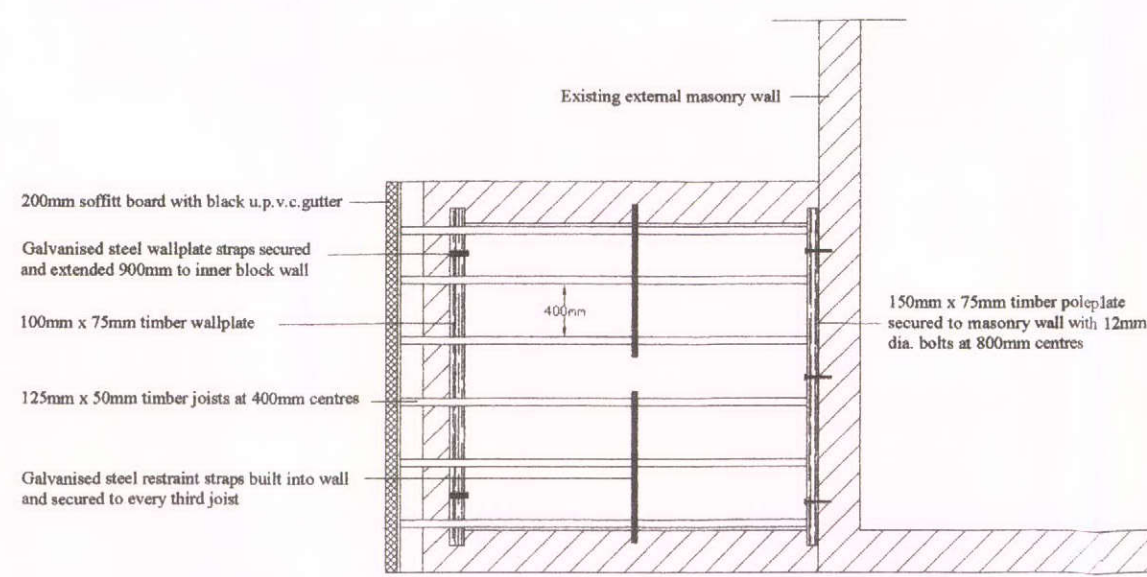 Existing external masonry wall
200mm soffitt board with black u.p.v.c.gutter
Galvanised steel wallplate straps secured
and extended 900mm to inner block wall
100mm x 75mm timber wallplate
400mm
150mm x 75mm timber poleplate
secured to masonry wall with 12mm
dia. bolts at 800mm centres
125mm x 50mm timber joists at 400mm centres
Galvanised steel restraint straps built into wall
and secured to every third joist